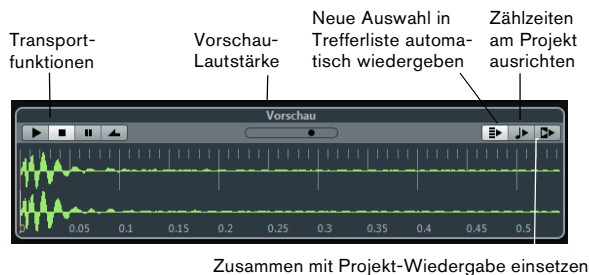 Transport-
funktionen
Vorschau-
Lautstärke
Neue Auswahl in
Trefferliste automa-
tisch wiedergeben
Zählzeiten
am Projekt
ausrichten
Vorschau
0 0.05 0.1 0.15 0.2 0.25 0.3 0.35 0.4 0.45 0.5
Zusammen mit Projekt-Wiedergabe einsetzen